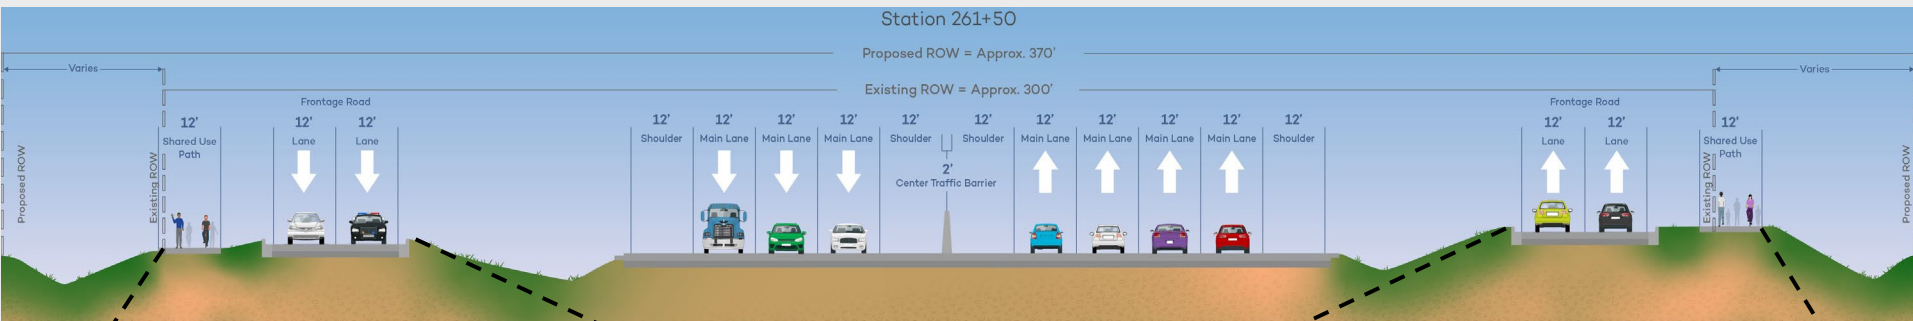 Station 261+50
Proposed ROW = Approx. 370'
Varies
Varies
Existing ROW = Approx. 300'
Frontage Road
Frontage Road
12'
Shared Use
Path
12'
Lane
12'
Lane
12'
Shoulder
12'
Main Lane
12'
Main Lane
12'
Main Lane
12'
Shoulder
12'
Shoulder
2'
Center Traffic Barrier
12'
Main Lane
12'
Main Lane
12'
Main Lane
12'
Main Lane
12'
Shoulder
12'
Lane
12'
Lane
12'
Shared Use
Path
Proposed ROW
Existing ROW
Existing ROW
Proposed ROW